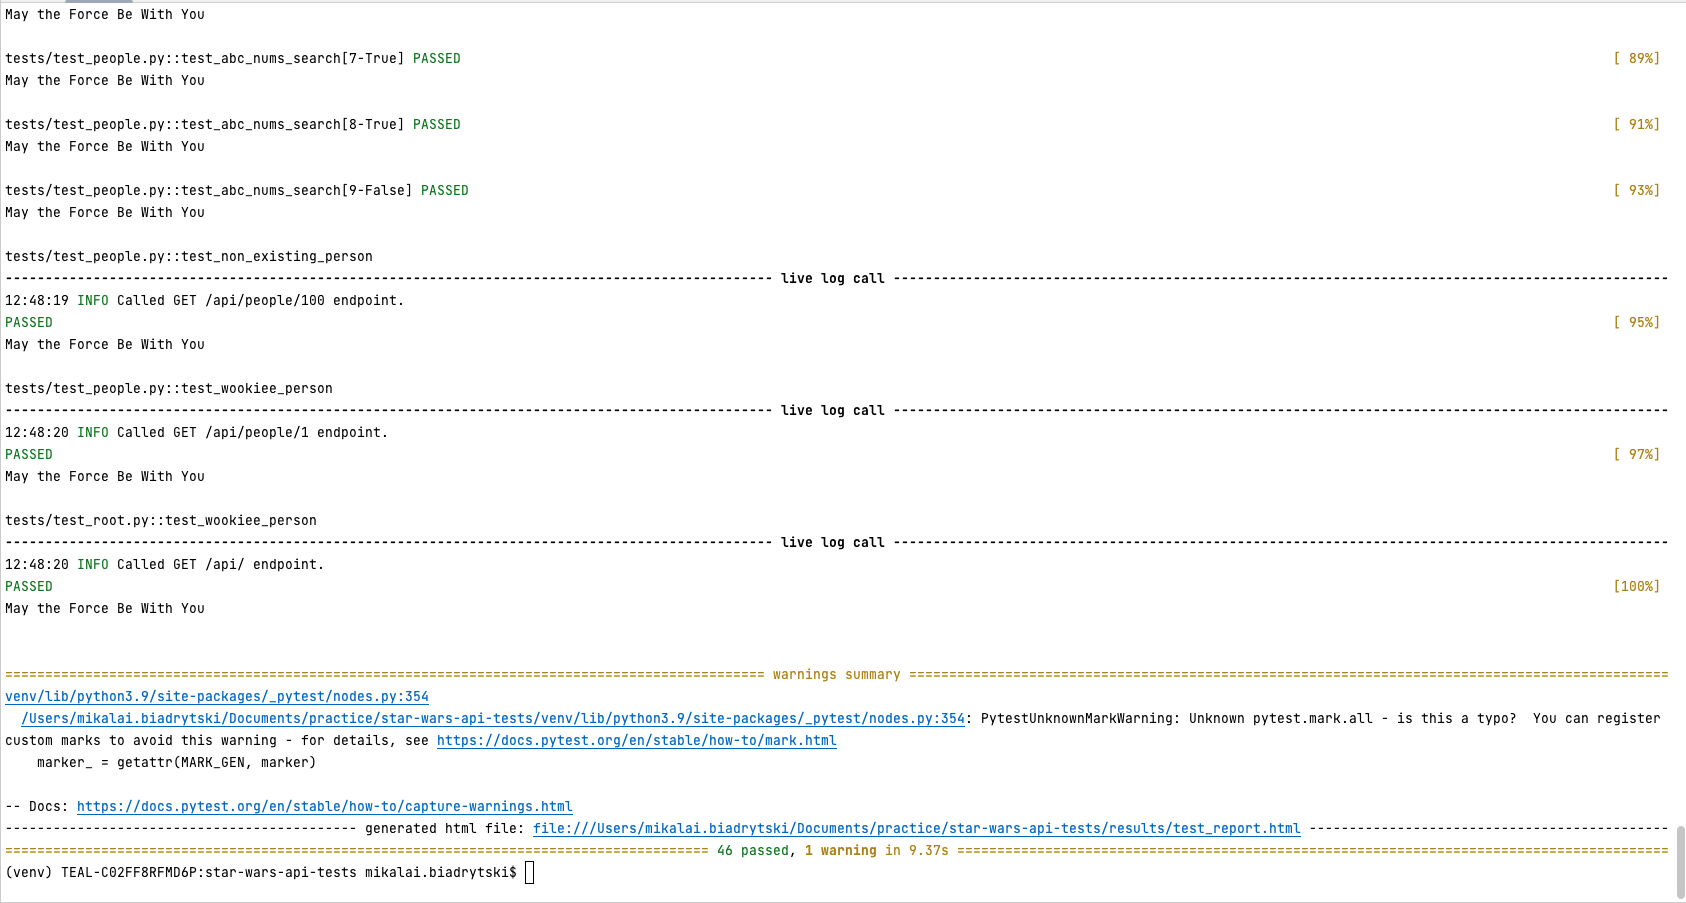 May the Force Be With You
tests/test_people.py::test_abc_nums_search[7-True] PASSED [ 89%]
May the Force Be With You
tests/test_people.py::test_abc_nums_search[8-True] PASSED [ 91%]
May the Force Be With You
tests/test_people.py::test_abc_nums_search[9-False] PASSED [ 93%]
May the Force Be With You
tests/test_people.py::test_non_existing_person
------------------------------------------------------------------------------------------------ live log call -------------------------------------------------------------------------------------------------
12:48:19 INFO Called GET /api/people/100 endpoint.
PASSED [ 95%]
May the Force Be With You
tests/test_people.py::test_wookiee_person
------------------------------------------------------------------------------------------------ live log call -------------------------------------------------------------------------------------------------
12:48:20 INFO Called GET /api/people/1 endpoint.
PASSED [ 97%]
May the Force Be With You
tests/test_root.py::test_wookiee_person
------------------------------------------------------------------------------------------------ live log call -------------------------------------------------------------------------------------------------
12:48:20 INFO Called GET /api/ endpoint.
PASSED [100%]
May the Force Be With You
=============================================================================================== warnings summary ===============================================================================================
venv/lib/python3.9/site-packages/_pytest/nodes.py:354
  /Users/mikalai.biadrytski/Documents/practice/star-wars-api-tests/venv/lib/python3.9/site-packages/_pytest/nodes.py:354: PytestUnknownMarkWarning: Unknown pytest.mark.all - is this a typo?  You can register
custom marks to avoid this warning - for details, see https://docs.pytest.org/en/stable/how-to/mark.html
    marker_ = getattr(MARK_GEN, marker)
-- Docs: https://docs.pytest.org/en/stable/how-to/capture-warnings.html
-------------------------------------------- generated html file: file:///Users/mikalai.biadrytski/Documents/practice/star-wars-api-tests/results/test_report.html ---------------------------------------------
======================================================================================== 46 passed, 1 warning in 9.37s =========================================================================================
(venv) TEAL-C02FF8RFMD6P:star-wars-api-tests mikalai.biadrytski$